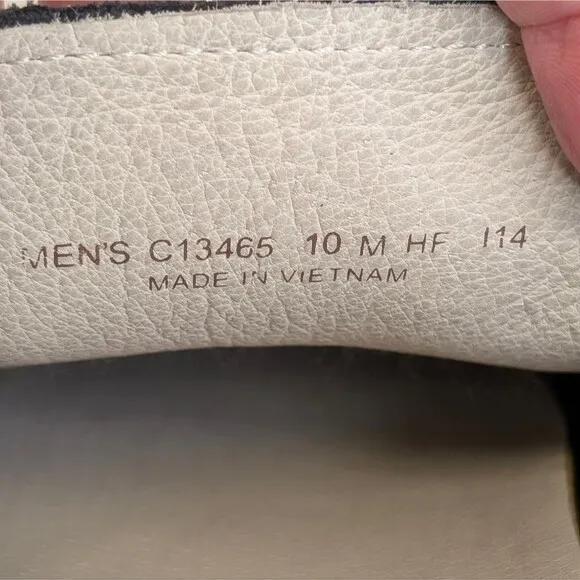 MEN'S C13465 10 M HF I14
MADE IN VIETNAM